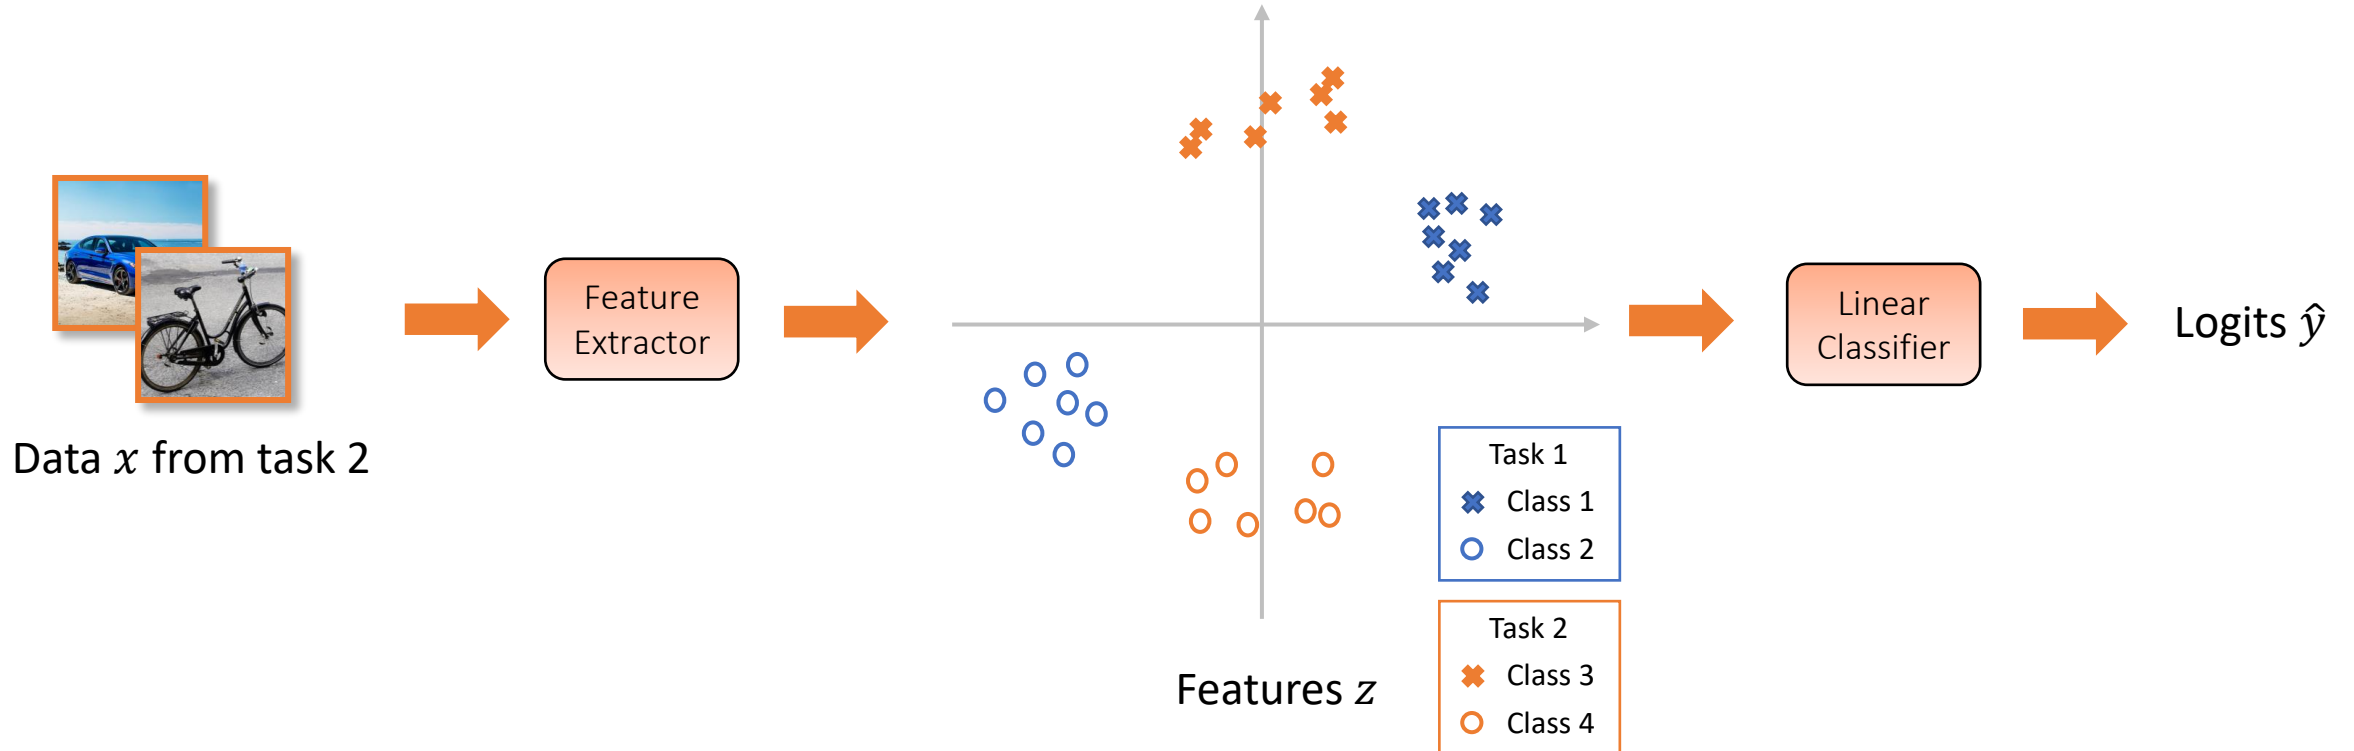 Data x from task 2
Feature
Extractor
Features z
Task 1
Class 1
Class 2
Task 2
Class 3
Class 4
Linear
Classifier
Logits ŷ